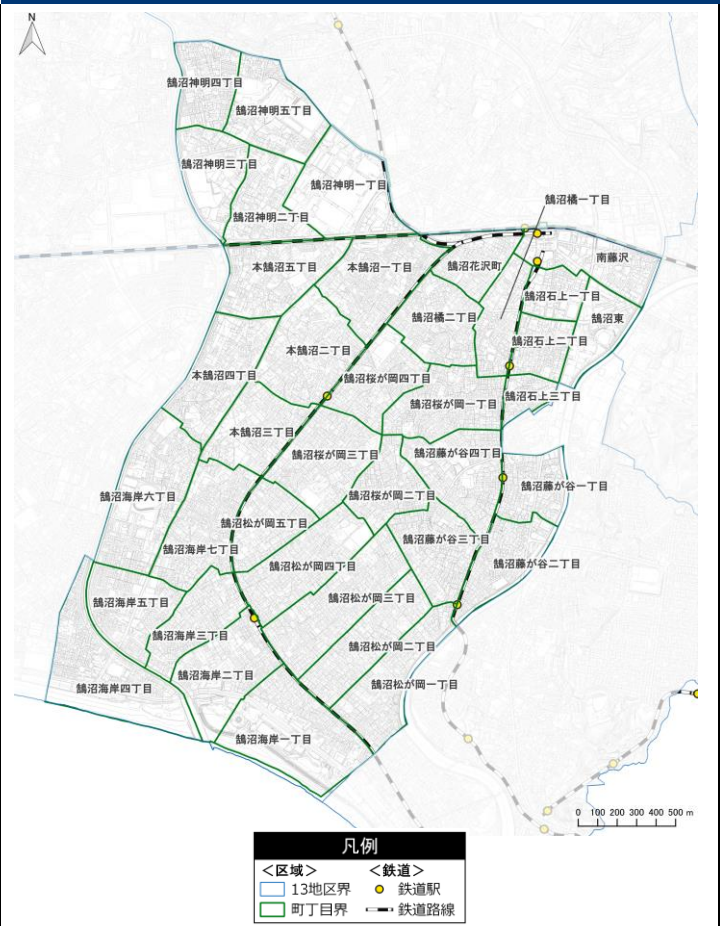 N
鵠沼神明四丁目
鵠沼神明五丁目
鵠沼神明三丁目
鵠沼神明一丁目
鵠沼橘一丁目
鵠沼神明二丁目
本鵠沼五丁目
本鵠沼一丁目
鵠沼花沢町
南藤沢
鵠沼石上一丁目
鵠沼橘二丁目
鵠沼東
鵠沼石上二丁目
本鵠沼二丁目
本鵠沼四丁目
鵠沼桜が岡四丁目
鵠沼石上三丁目
鵠沼桜が岡一丁目
本鵠沼三丁目
鵠沼桜が岡三丁目
鵠沼藤が谷四丁目
鵠沼藤が谷一丁目
鵠沼海岸六丁目
鵠沼桜が岡二丁目
鵠沼松が岡五丁目
鵠沼藤が谷三丁目
鵠沼海岸七丁目
鵠沼松が岡四丁目
鵠沼藤が谷二丁目
鵠沼海岸五丁目
鵠沼松が岡三丁目
鵠沼海岸三丁目
鵠沼松が岡二丁目
鵠沼海岸二丁目
鵠沼海岸四丁目
鵠沼松が岡一丁目
鵠沼海岸一丁目
0 100 200 300 400 500 m
凡例
<区域> <鉄道>
13地区界 鉄道駅
町丁目界 鉄道路線